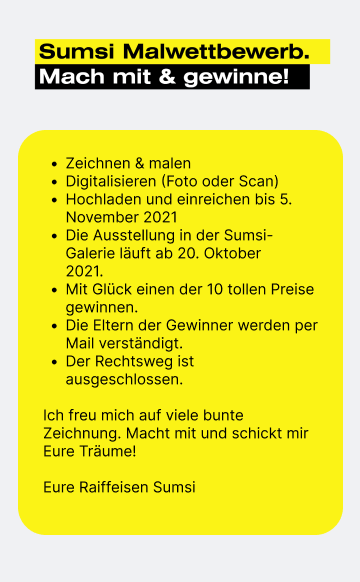 Sumsi Malwettbewerb.
Mach mit & gewinne!
• Zeichnen & malen
• Digitalisieren (Foto oder Scan)
• Hochladen und einreichen bis 5.
November 2021
• Die Ausstellung in der Sumsi-
Galerie läuft ab 20. Oktober
2021.
• Mit Glück einen der 10 tollen Preise
gewinnen.
• Die Eltern der Gewinner werden per
Mail verständigt.
• Der Rechtsweg ist
ausgeschlossen.
Ich freu mich auf viele bunte
Zeichnung. Macht mit und schickt mir
Eure Träume!
Eure Raiffeisen Sumsi